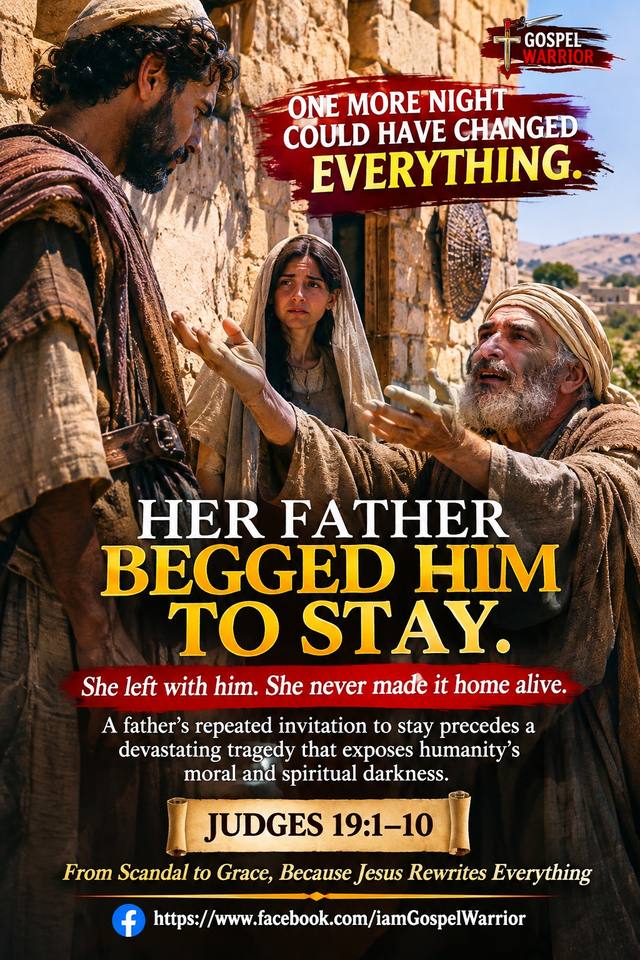 GOSPEL
WARRIOR
ONE MORE NIGHT
COULD HAVE CHANGED
EVERYTHING.
HER FATHER
BEGGED HIM
TO STAY.
She left with him. She never made it home alive.
A father’s repeated invitation to stay precedes a
devastating tragedy that exposes humanity’s
moral and spiritual darkness.
JUDGES 19:1–10
From Scandal to Grace, Because Jesus Rewrites Everything
https://www.facebook.com/iamGospelWarrior